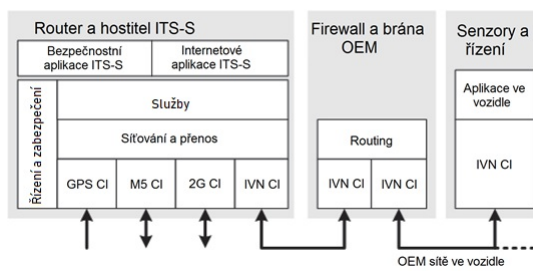 Router a hostitel ITS-S
Bezpečnostní
aplikace ITS-S
Internetové
aplikace ITS-S
Řízení a zabezpečení
Služby
Síťování a přenos
GPS CI
M5 CI
2G CI
IVN CI
Firewall a brána
OEM
Routing
IVN CI
IVN CI
Senzory a
řízení
Aplikace ve
vozidle
IVN CI
OEM sítě ve vozidle